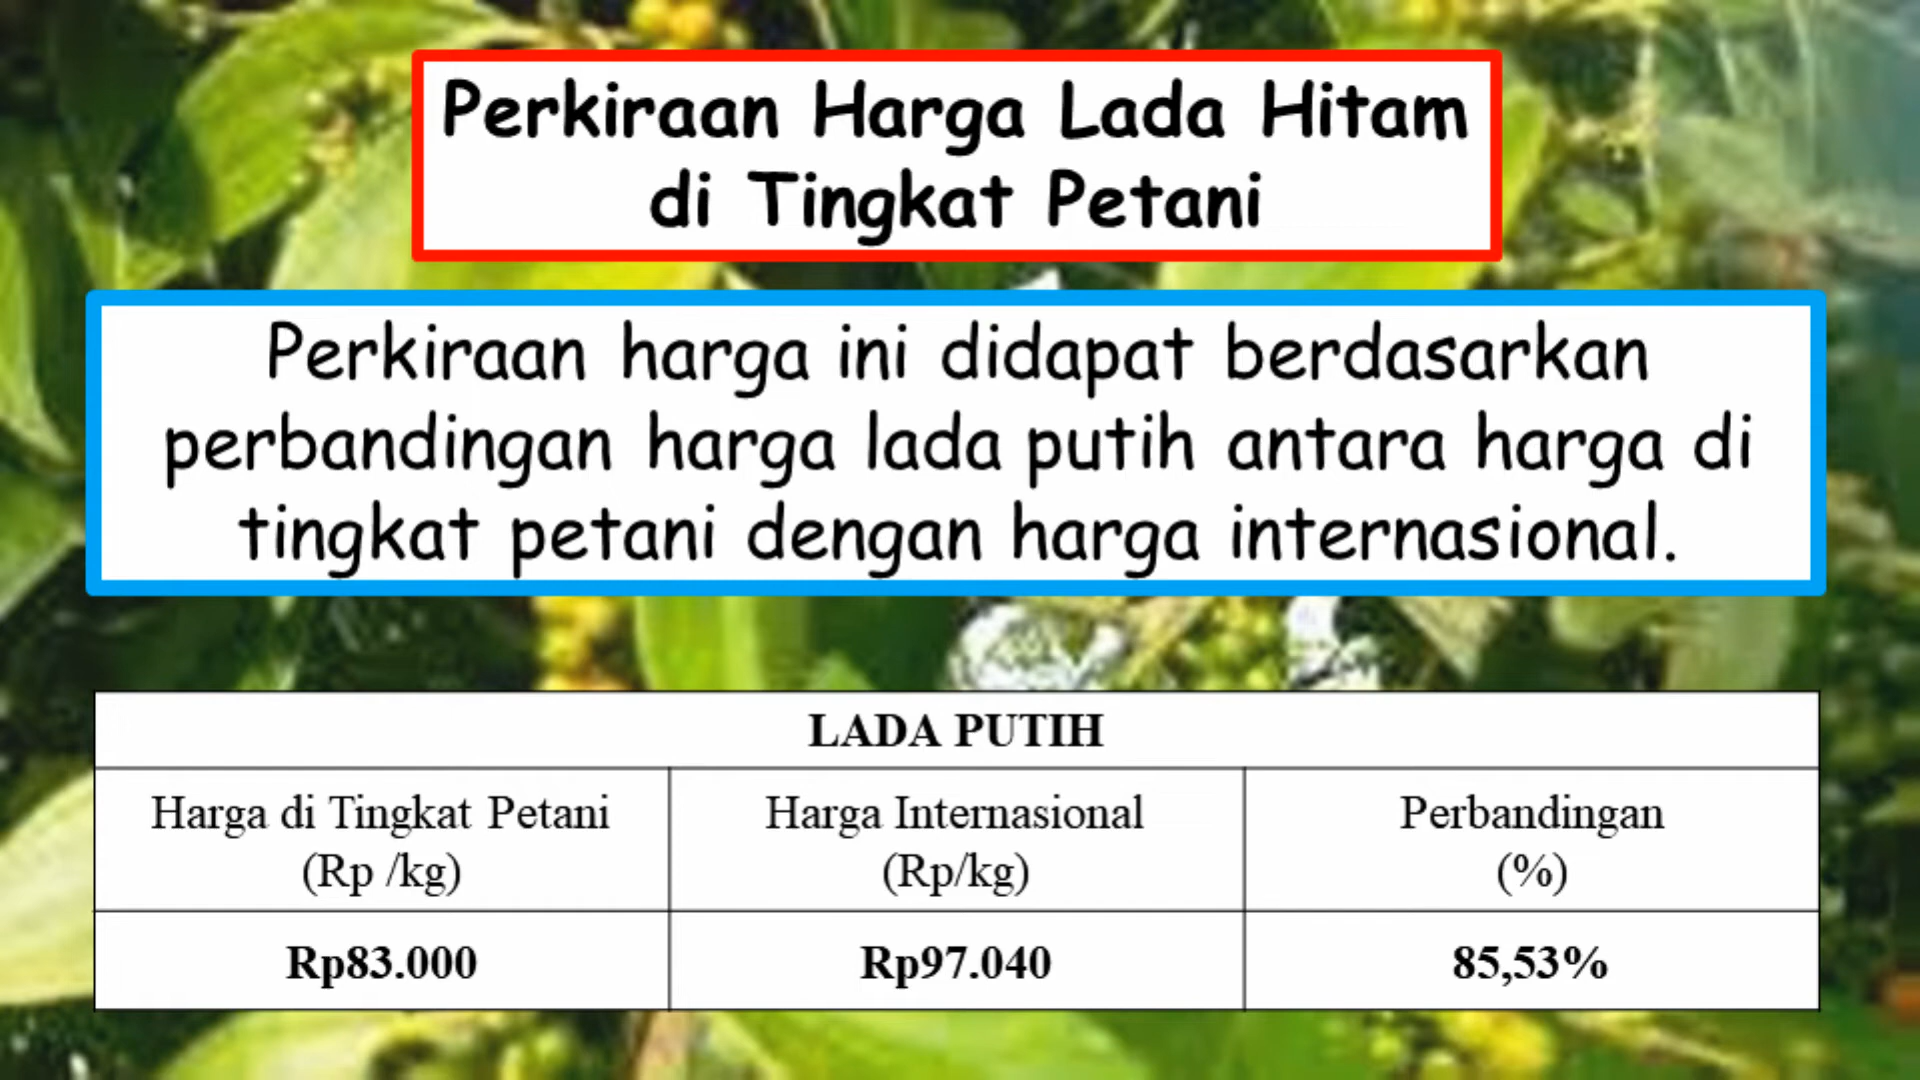 Perkiraan Harga Lada Hitam
di Tingkat Petani
Perkiraan harga ini didapat berdasarkan
perbandingan harga lada putih antara harga di
tingkat petani dengan harga internasional.
LADA PUTIH
Harga di Tingkat Petani
(Rp /kg)
Harga Internasional
(Rp/kg)
Perbandingan
(%)
Rp83.000
Rp97.040
85,53%